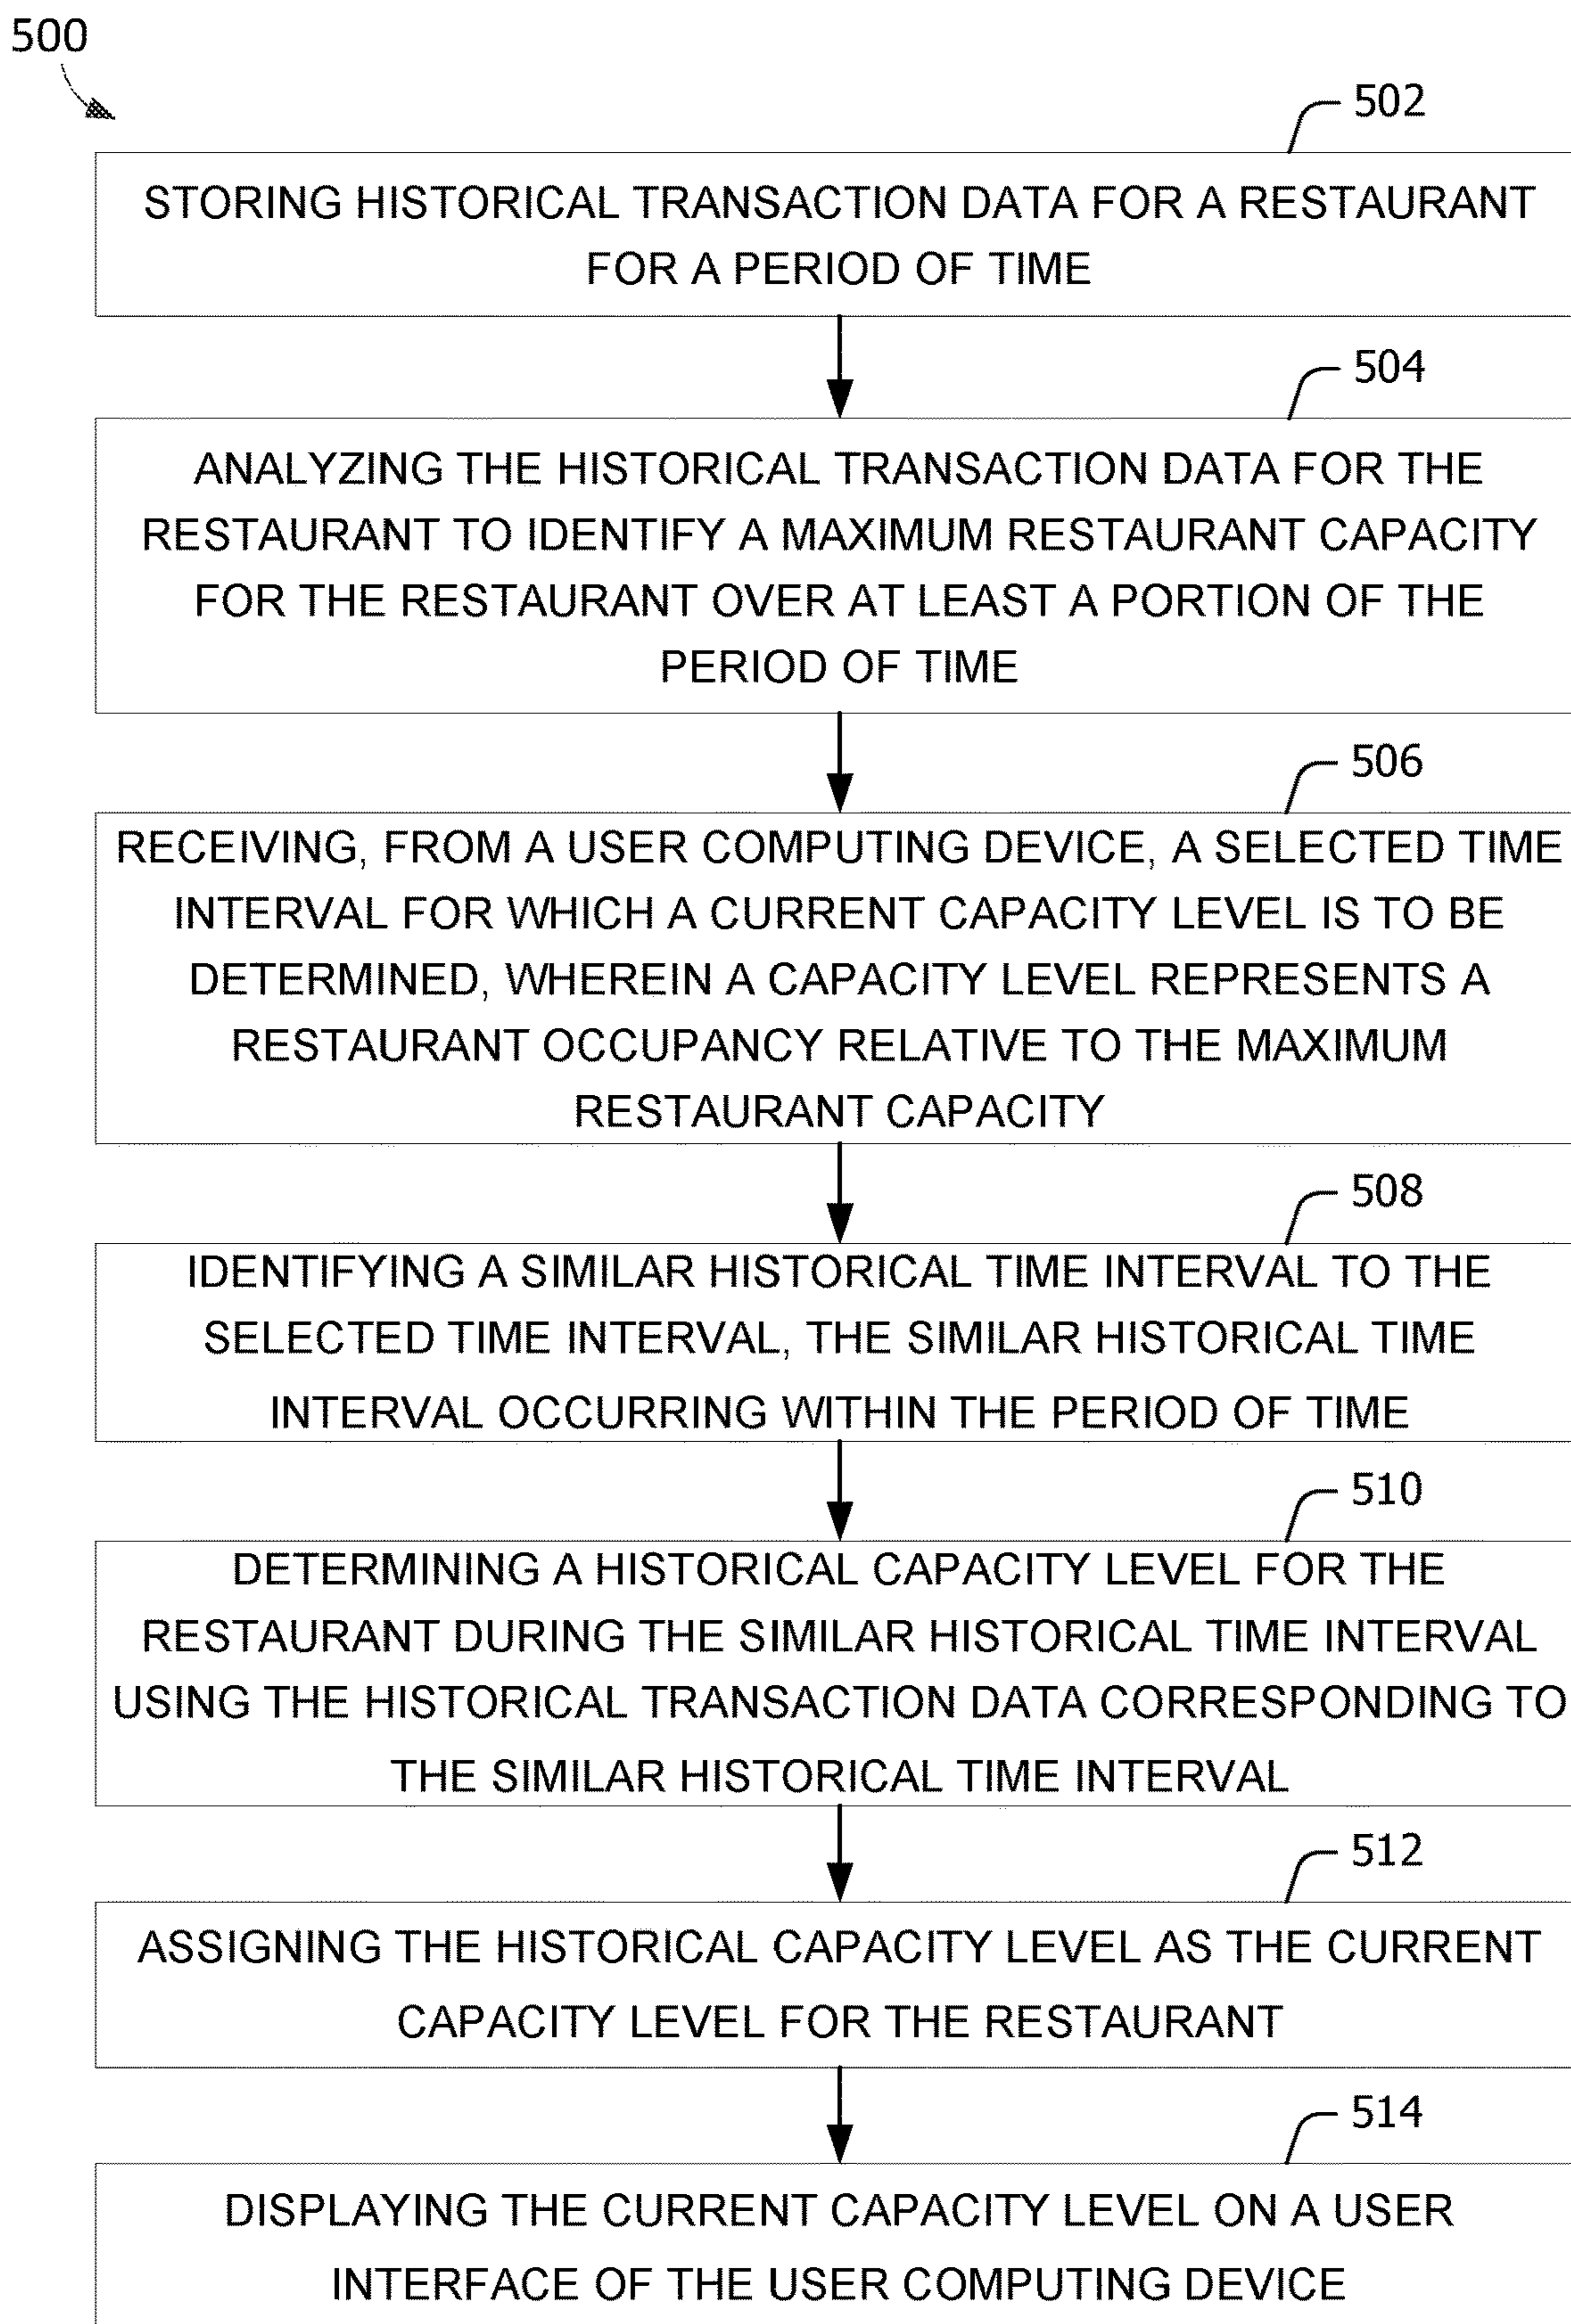 500
502
STORING HISTORICAL TRANSACTION DATA FOR A RESTAURANT
FOR A PERIOD OF TIME
504
ANALYZING THE HISTORICAL TRANSACTION DATA FOR THE
RESTAURANT TO IDENTIFY A MAXIMUM RESTAURANT CAPACITY
FOR THE RESTAURANT OVER AT LEAST A PORTION OF THE
PERIOD OF TIME
506
RECEIVING, FROM A USER COMPUTING DEVICE, A SELECTED TIME
INTERVAL FOR WHICH A CURRENT CAPACITY LEVEL IS TO BE
DETERMINED, WHEREIN A CAPACITY LEVEL REPRESENTS A
RESTAURANT OCCUPANCY RELATIVE TO THE MAXIMUM
RESTAURANT CAPACITY
508
IDENTIFYING A SIMILAR HISTORICAL TIME INTERVAL TO THE
SELECTED TIME INTERVAL, THE SIMILAR HISTORICAL TIME
INTERVAL OCCURRING WITHIN THE PERIOD OF TIME
510
DETERMINING A HISTORICAL CAPACITY LEVEL FOR THE
RESTAURANT DURING THE SIMILAR HISTORICAL TIME INTERVAL
USING THE HISTORICAL TRANSACTION DATA CORRESPONDING TO
THE SIMILAR HISTORICAL TIME INTERVAL
512
ASSIGNING THE HISTORICAL CAPACITY LEVEL AS THE CURRENT
CAPACITY LEVEL FOR THE RESTAURANT
514
DISPLAYING THE CURRENT CAPACITY LEVEL ON A USER
INTERFACE OF THE USER COMPUTING DEVICE